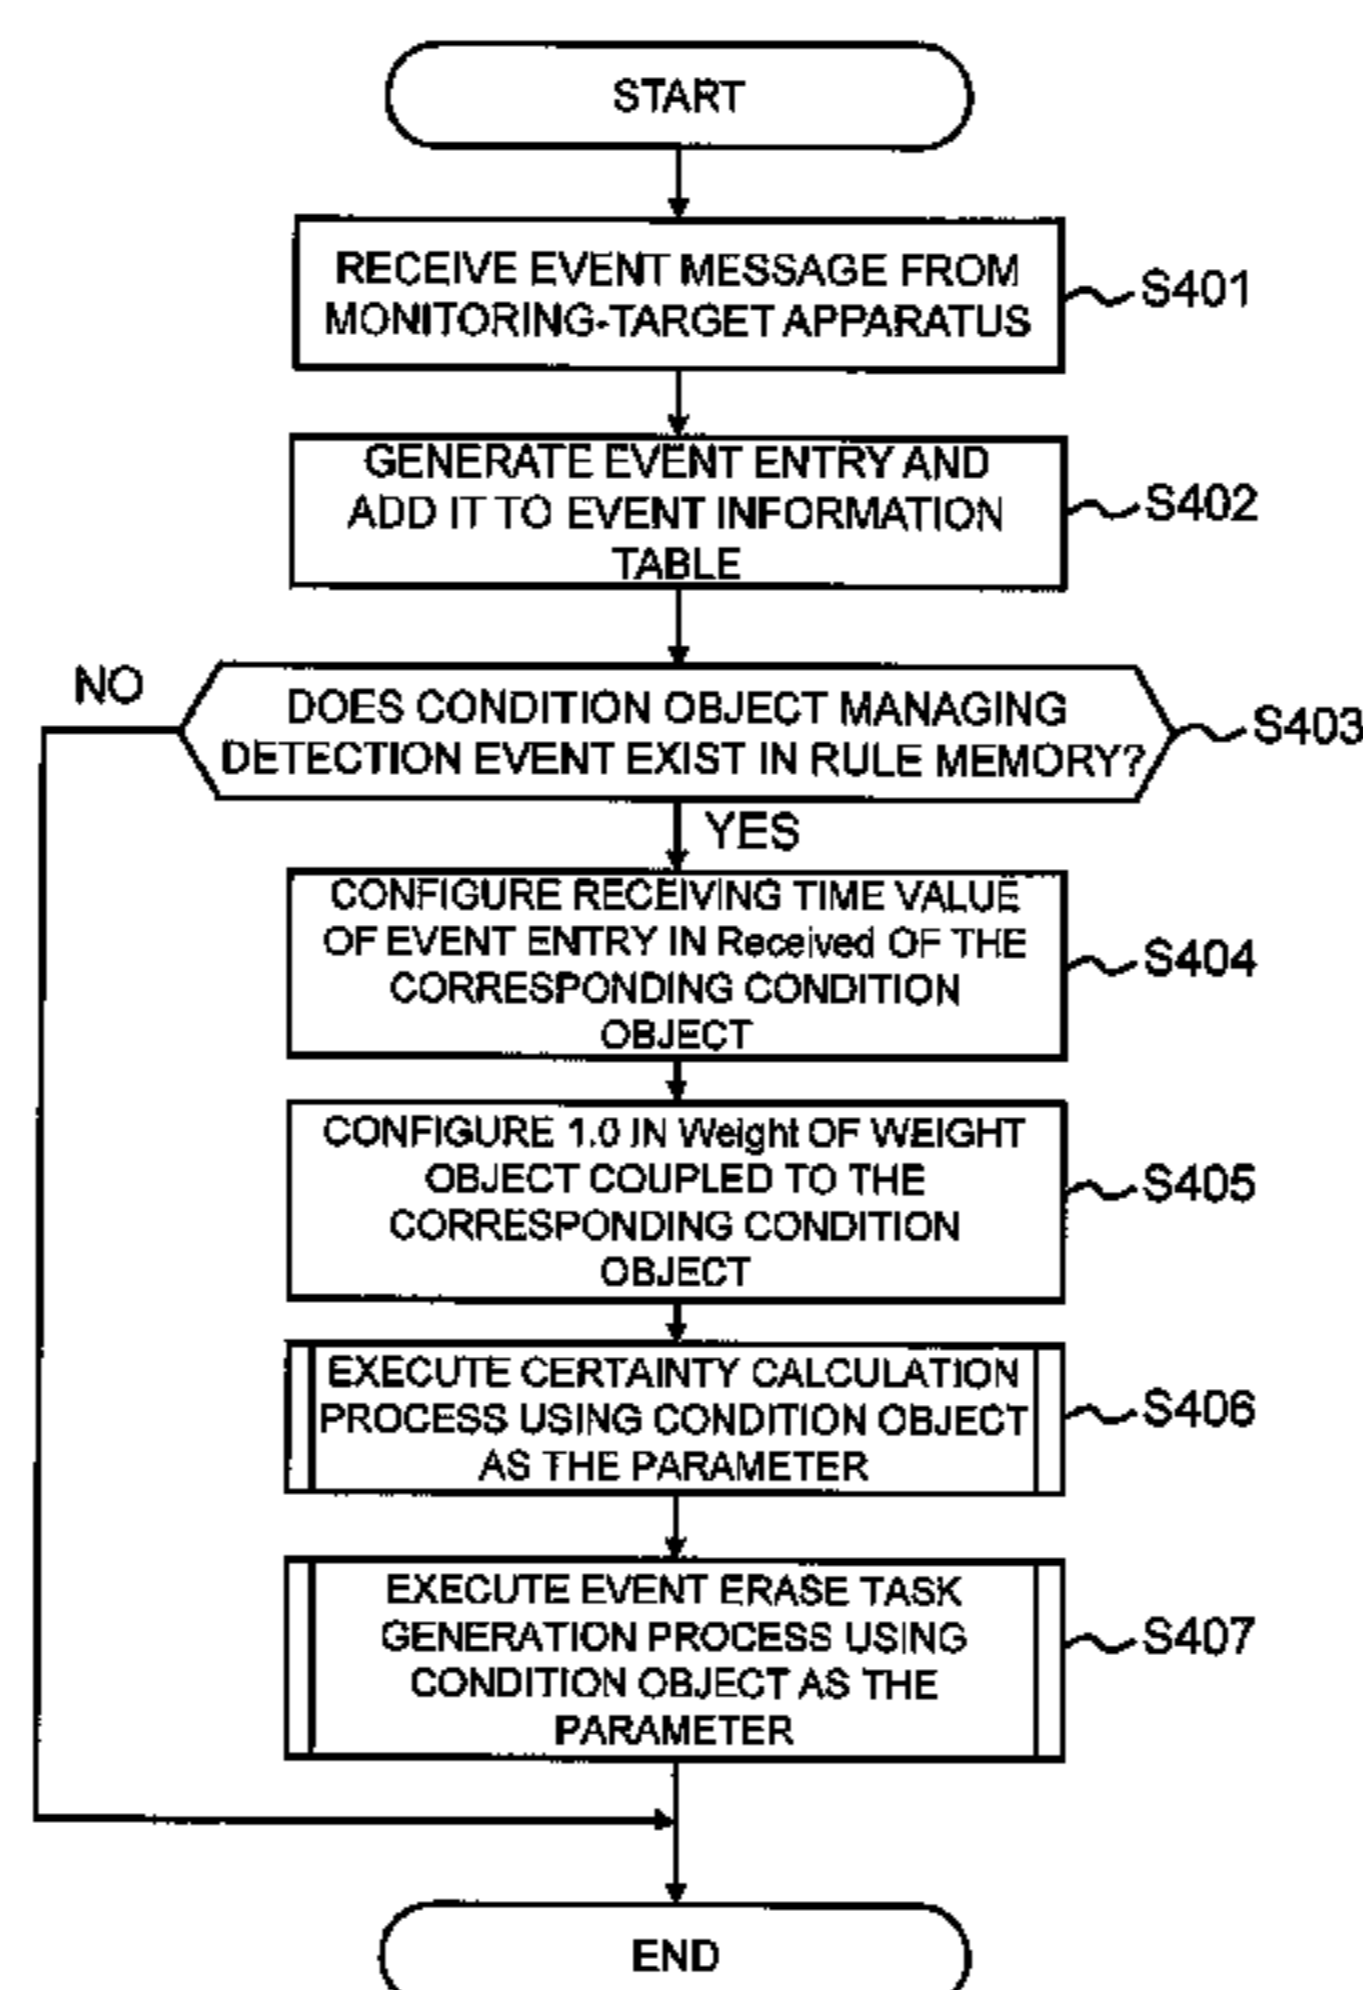 START
RECEIVE EVENT MESSAGE FROM
MONITORING-TARGET APPARATUS
S401
GENERATE EVENT ENTRY AND
ADD IT TO EVENT INFORMATION
TABLE
S402
NO
DOES CONDITION OBJECT MANAGING
DETECTION EVENT EXIST IN RULE MEMORY?
S403
YES
CONFIGURE RECEIVING TIME VALUE
OF EVENT ENTRY IN Received OF THE
CORRESPONDING CONDITION
OBJECT
S404
CONFIGURE 1.0 IN Weight OF WEIGHT
OBJECT COUPLED TO THE
CORRESPONDING CONDITION
OBJECT
S405
EXECUTE CERTAINTY CALCULATION
PROCESS USING CONDITION OBJECT
AS THE PARAMETER
S406
EXECUTE EVENT ERASE TASK
GENERATION PROCESS USING
CONDITION OBJECT AS THE
PARAMETER
S407
END